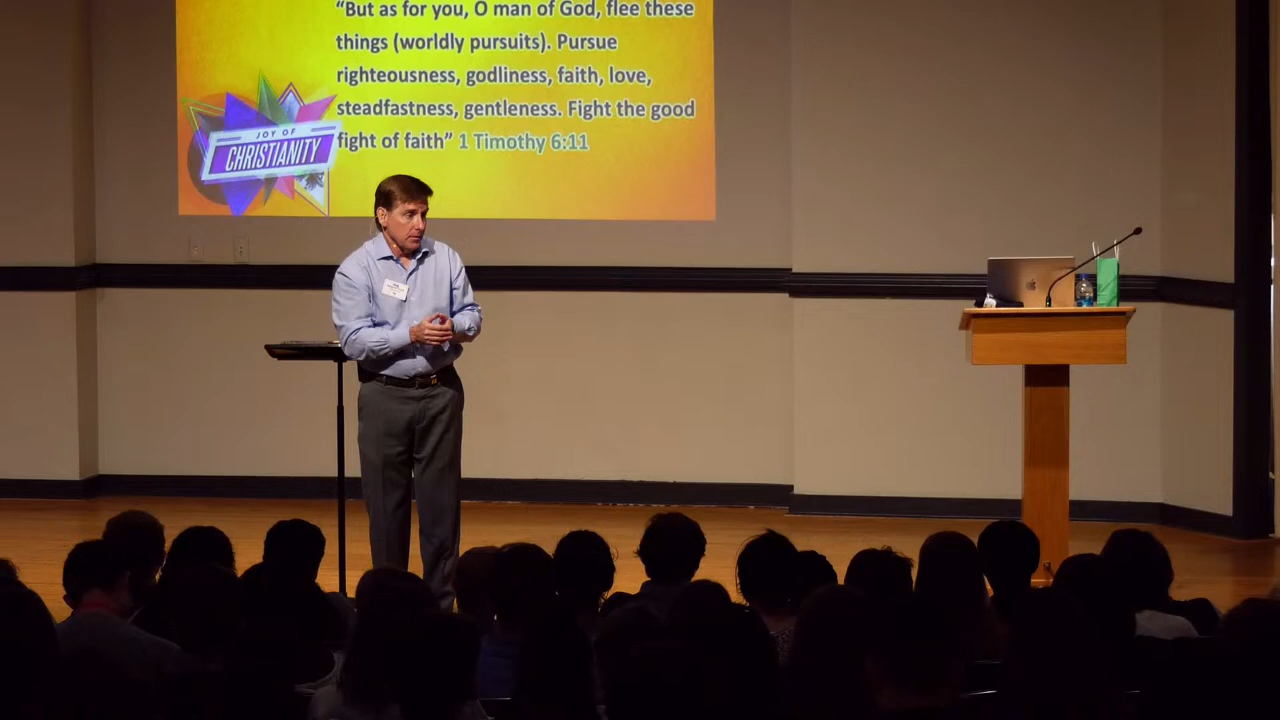 “But as for you, O man of God, flee these
things (worldly pursuits). Pursue
righteousness, godliness, faith, love,
steadfastness, gentleness. Fight the good
fight of faith” 1 Timothy 6:11
JOY OF
CHRISTIANITY